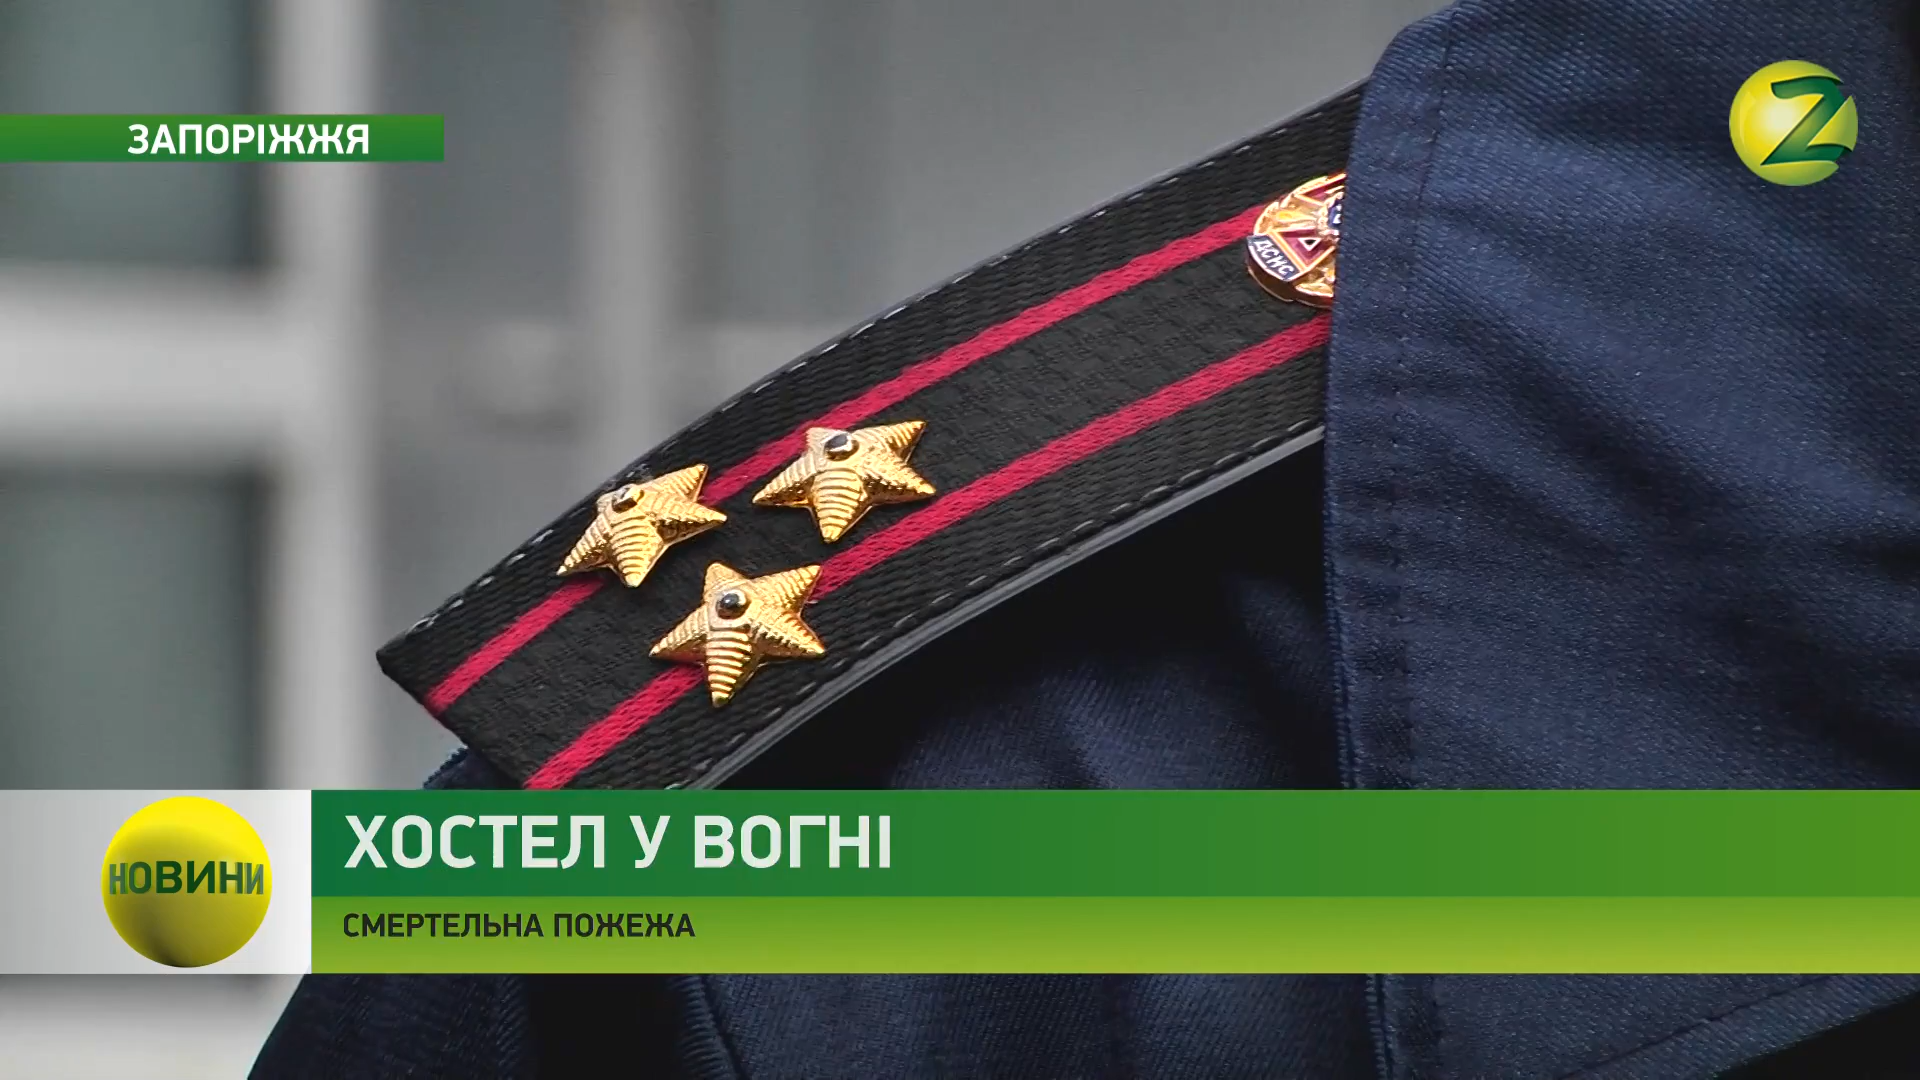 ЗАПОРІЖЖЯ
Z
ДСНС
ХОСТЕЛ У ВОГНІ
НОВИНИ
СМЕРТЕЛЬНА ПОЖЕЖА